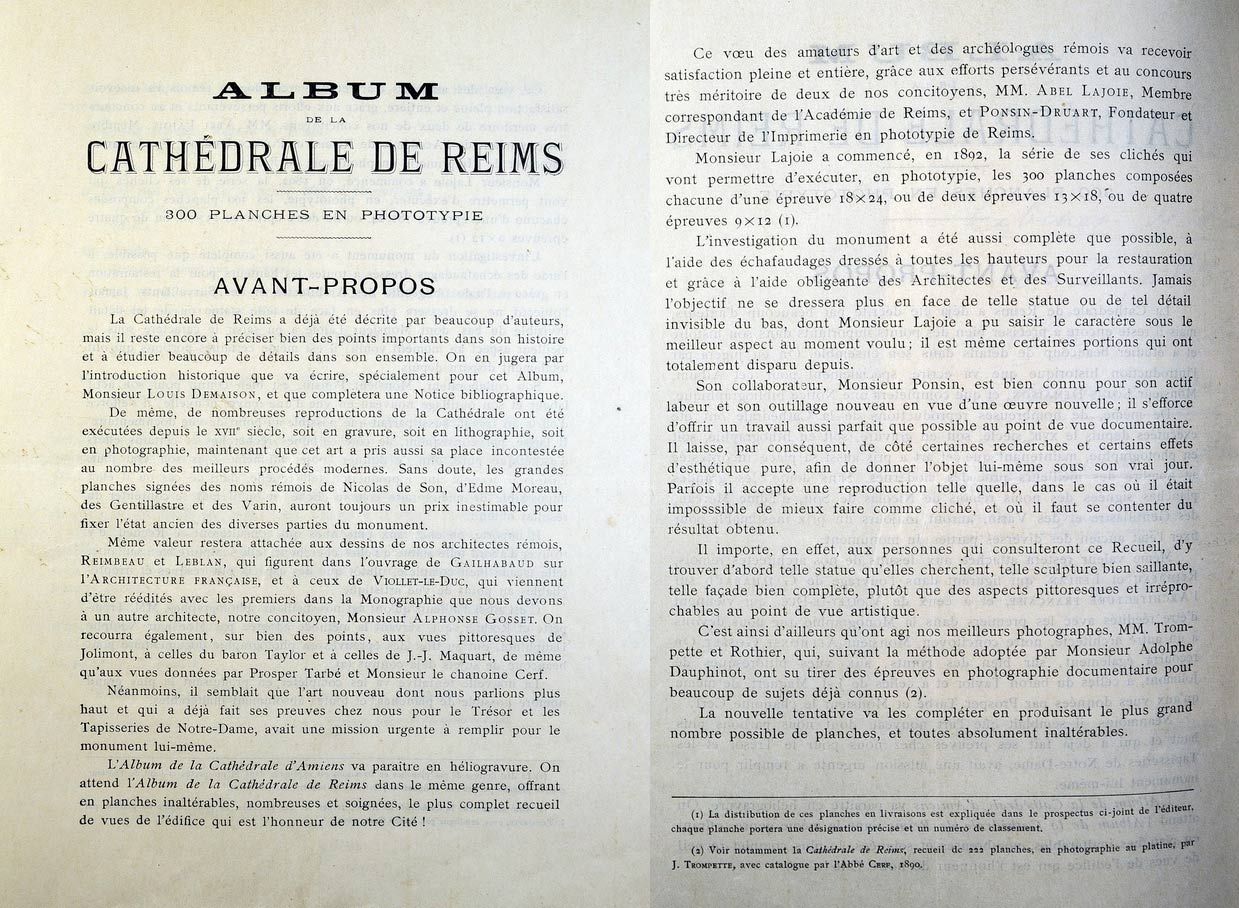 ALBUM
DE LA
CATHÉDRALE DE REIMS
300 PLANCHES EN PHOTOTYPIE
AVANT-PROPOS
La Cathédrale de Reims a déjà été décrite par beaucoup d'auteurs,
mais il reste encore à préciser bien des points importants dans son histoire
et à étudier beaucoup de détails dans son ensemble. On en jugera par
l'introduction historique que va écrire, spécialement pour cet Album,
Monsieur LOUIS DEMAISON, et que completera une Notice bibliographique.
De même, de nombreuses reproductions de la Cathédrale ont été
exécutées depuis le XVIIe siècle, soit en gravure, soit en lithographie, soit
en photographie, maintenant que cet art a pris aussi sa place incontestée
au nombre des meilleurs procédés modernes. Sans doute, les grandes
planches signées des noms rémois de Nicolas de Son, d'Edme Moreau,
des Gentillastre et des Varin, auront toujours un prix inestimable pour
fixer l'état ancien des diverses parties du monument.
Même valeur restera attachée aux dessins de nos architectes rémois,
REIMBEAU et LEBLAN, qui figurent dans l'ouvrage de GAILHABAUD sur
l'ARCHITECTURE FRANÇAISE, et à ceux de VIOLLET-LE-DUC, qui viennent
d'être réédités avec les premiers dans la Monographie que nous devons
à un autre architecte, notre concitoyen, Monsieur ALPHONSE GOSSET. On
recourra également, sur bien des points, aux vues pittoresques de
Jolimont, à celles du baron Taylor et à celles de J.-J. Maquart, de même
qu'aux vues données par Prosper Tarbé et Monsieur le chanoine Cerf.
Néanmoins, il semblait que l'art nouveau dont nous parlions plus
haut et qui a déjà fait ses preuves chez nous pour le Trésor et les
Tapisseries de Notre-Dame, avait une mission urgente à remplir pour le
monument lui-même.
L'Album de la Cathédrale d'Amiens va paraitre en héliogravure. On
attend l'Album de la Cathédrale de Reims dans le même genre, offrant
en planches inaltérables, nombreuses et soignées, le plus complet recueil
de vues de l'édifice qui est l'honneur de notre Cité !
Ce vœu des amateurs d'art et des archéologues rémois va recevoir
satisfaction pleine et entière, grâce aux efforts persévérants et au concours
très méritoire de deux de nos concitoyens, MM. ABEL LAJOIE, Membre
correspondant de l'Académie de Reims, et PONSIN-DRUART, Fondateur et
Directeur de l'Imprimerie en phototypie de Reims.
Monsieur Lajoie a commencé, en 1892, la série de ses clichés qui
vont permettre d'exécuter, en phototypie, les 300 planches composées
chacune d'une épreuve 18×24, ou de deux épreuves 13×18, ou de quatre
épreuves 9×12 (1).
L'investigation du monument a été aussi complète que possible, à
l'aide des échafaudages dressés à toutes les hauteurs pour la restauration
et grâce à l'aide obligeante des Architectes et des Surveillants. Jamais
l'objectif ne se dressera plus en face de telle statue ou de tel détail
invisible du bas, dont Monsieur Lajoie a pu saisir le caractère sous le
meilleur aspect au moment voulu ; il est même certaines portions qui ont
totalement disparu depuis.
Son collaborateur, Monsieur Ponsin, est bien connu pour son actif
labeur et son outillage nouveau en vue d'une œuvre nouvelle ; il s'efforce
d'offrir un travail aussi parfait que possible au point de vue documentaire.
Il laisse, par conséquent, de côté certaines recherches et certains effets
d'esthétique pure, afin de donner l'objet lui-même sous son vrai jour.
Parfois il accepte une reproduction telle quelle, dans le cas où il était
imposssible de mieux faire comme cliché, et où il faut se contenter du
résultat obtenu.
Il importe, en effet, aux personnes qui consulteront ce Recueil, d'y
trouver d'abord telle statue qu'elles cherchent, telle sculpture bien saillante,
telle façade bien complète, plutôt que des aspects pittoresques et irrépro-
chables au point de vue artistique.
C'est ainsi d'ailleurs qu'ont agi nos meilleurs photographes, MM. Trom-
pette et Rothier, qui, suivant la méthode adoptée par Monsieur Adolphe
Dauphinot, ont su tirer des épreuves en photographie documentaire pour
beaucoup de sujets déjà connus (2).
La nouvelle tentative va les compléter en produisant le plus grand
nombre possible de planches, et toutes absolument inaltérables.
(1) La distribution de ces planches en livraisons est expliquée dans le prospectus ci-joint de l'éditeur,
chaque planche portera une désignation précise et un numéro de classement.
(2) Voir notamment la Cathédrale de Reims, recueil de 222 planches, en photographie au platine, par
J. TROMPETTE, avec catalogue par l'Abbé CERF, 1890.